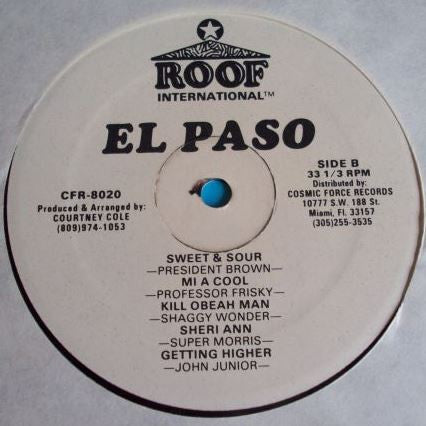 ROOF
INTERNATIONAL™
EL PASO
CFR-8020
Produced & Arranged by:
COURTNEY COLE
(809)974-1053
SIDE B
33 1/3 RPM
Distributed by:
COSMIC FORCE RECORDS
10777 S.W. 188 St.
Miami, Fl. 33157
(305)255-3535
SWEET & SOUR
—PRESIDENT BROWN—
MI A COOL
—PROFESSOR FRISKY—
KILL OBEAH MAN
—SHAGGY WONDER—
SHERI ANN
—SUPER MORRIS—
GETTING HIGHER
—JOHN JUNIOR—